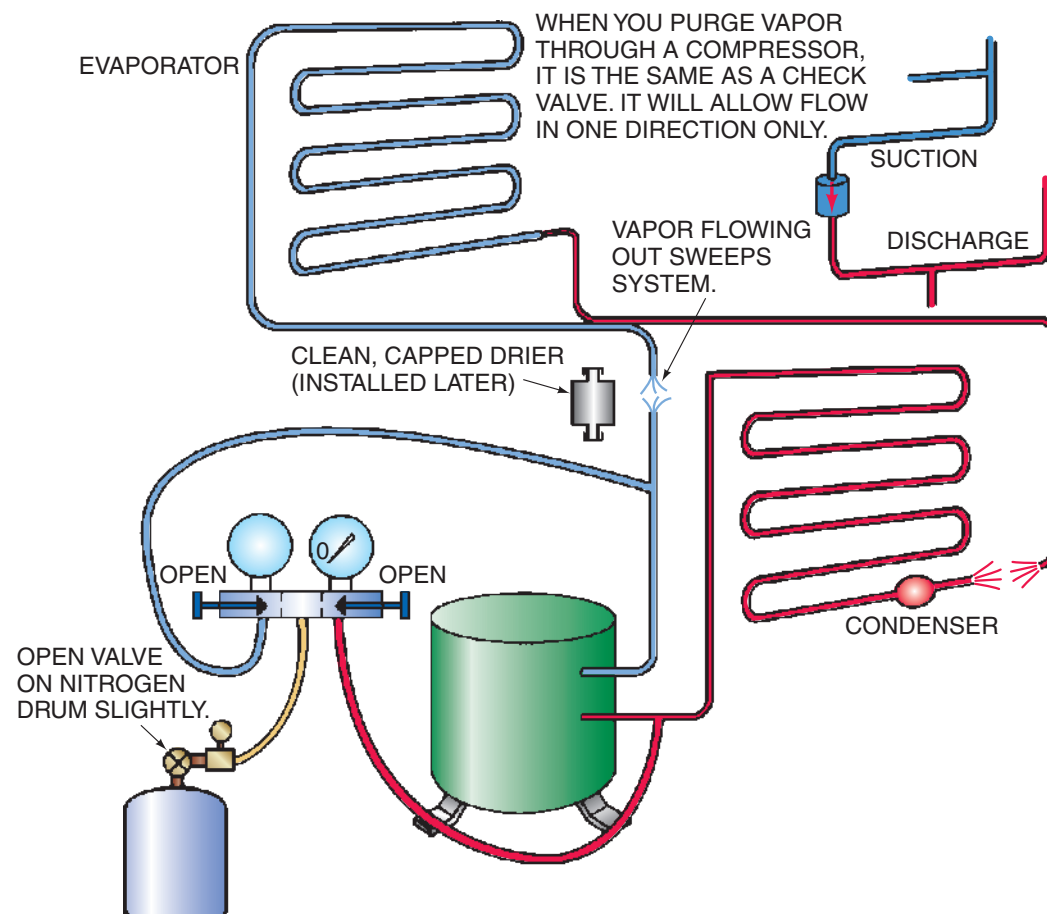 EVAPORATOR
WHEN YOU PURGE VAPOR
THROUGH A COMPRESSOR,
IT IS THE SAME AS A CHECK
VALVE. IT WILL ALLOW FLOW
IN ONE DIRECTION ONLY.
SUCTION
DISCHARGE
VAPOR FLOWING
OUT SWEEPS
SYSTEM.
CLEAN, CAPPED DRIER
(INSTALLED LATER)
0
OPEN
OPEN
CONDENSER
OPEN VALVE
ON NITROGEN
DRUM SLIGHTLY.